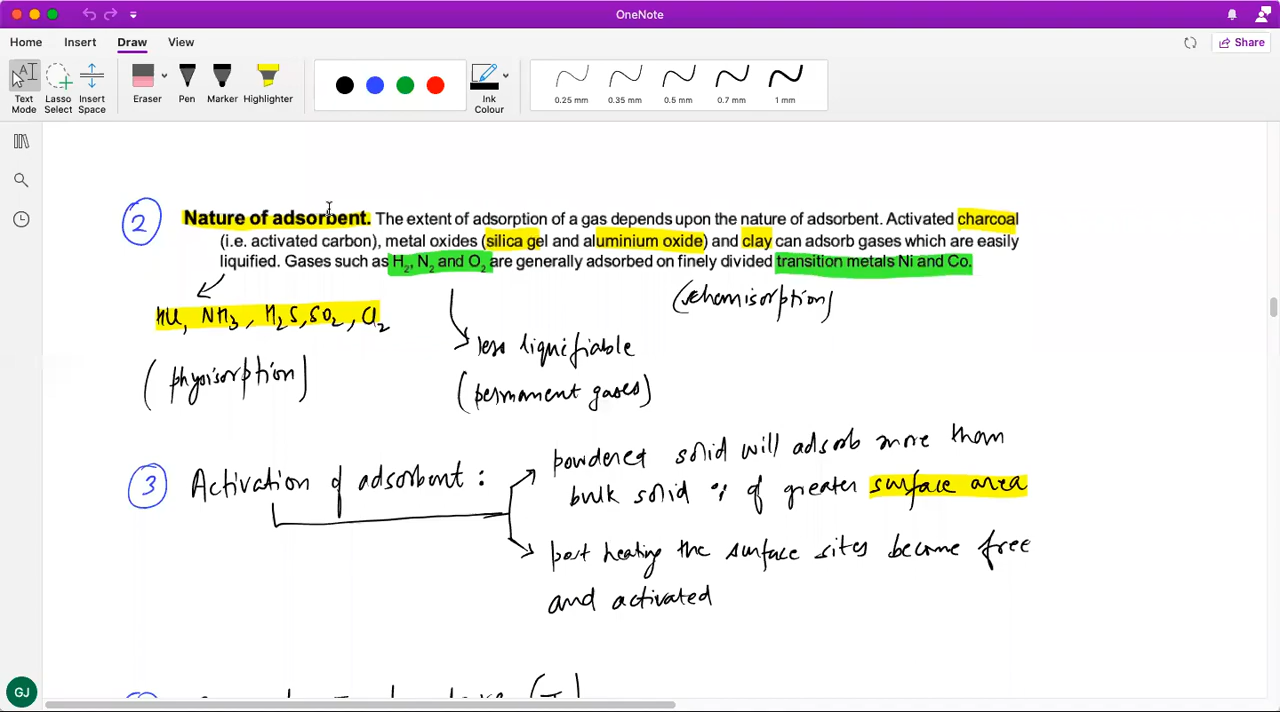 OneNote
Home Insert Draw View
Share
Text Mode
Lasso Select
Insert Space
Eraser
Pen
Marker
Highlighter
Ink Colour
0.25 mm 0.35 mm 0.5 mm 0.7 mm 1 mm
2 Nature of adsorbent. The extent of adsorption of a gas depends upon the nature of adsorbent. Activated charcoal
(i.e. activated carbon), metal oxides (silica gel and aluminium oxide) and clay can adsorb gases which are easily
liquified. Gases such as H₂, N₂ and O₂ are generally adsorbed on finely divided transition metals Ni and Co.
(chemisorption)
HCl, NH₃, H₂S, SO₂, Cl₂
less liquifiable
(physisorption)
(permanent gases)
3 Activation of adsorbent :
powdered solid will adsorb more than
bulk solid ∵ of greater surface area
post heating the surface sites become free
and activated
GJ